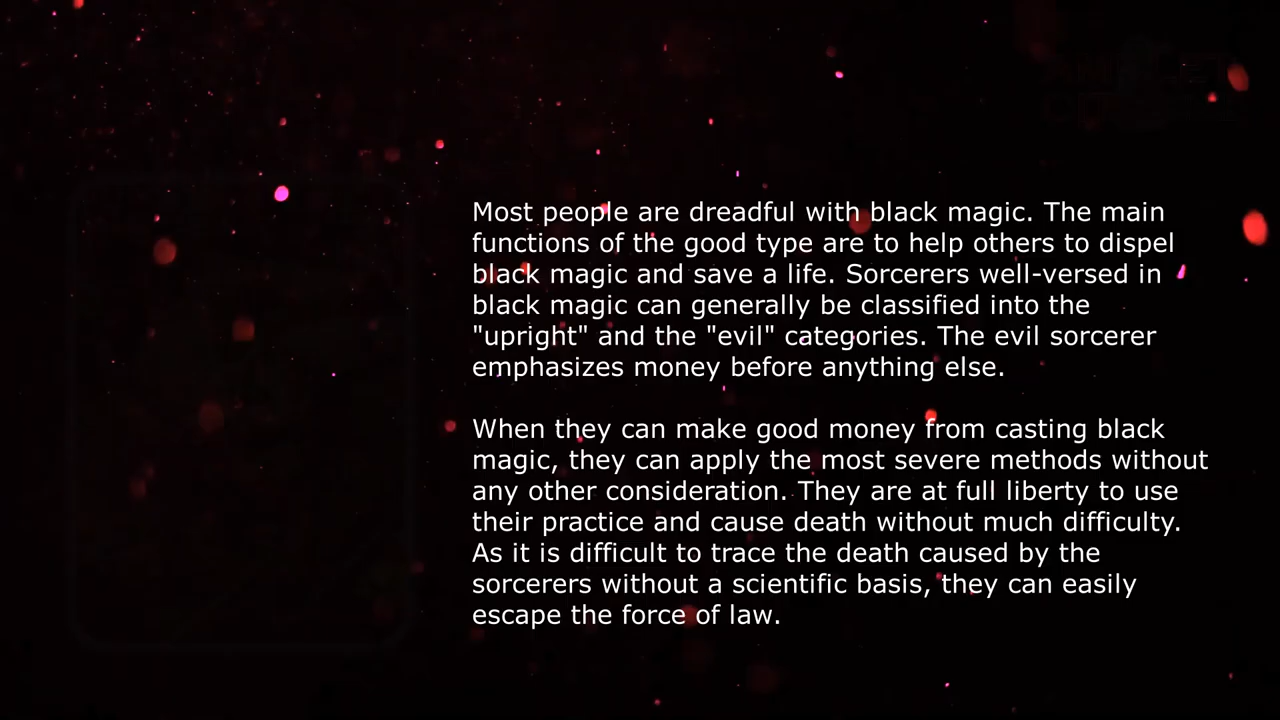 Most people are dreadful with black magic. The main
functions of the good type are to help others to dispel
black magic and save a life. Sorcerers well-versed in
black magic can generally be classified into the
"upright" and the "evil" categories. The evil sorcerer
emphasizes money before anything else.
When they can make good money from casting black
magic, they can apply the most severe methods without
any other consideration. They are at full liberty to use
their practice and cause death without much difficulty.
As it is difficult to trace the death caused by the
sorcerers without a scientific basis, they can easily
escape the force of law.